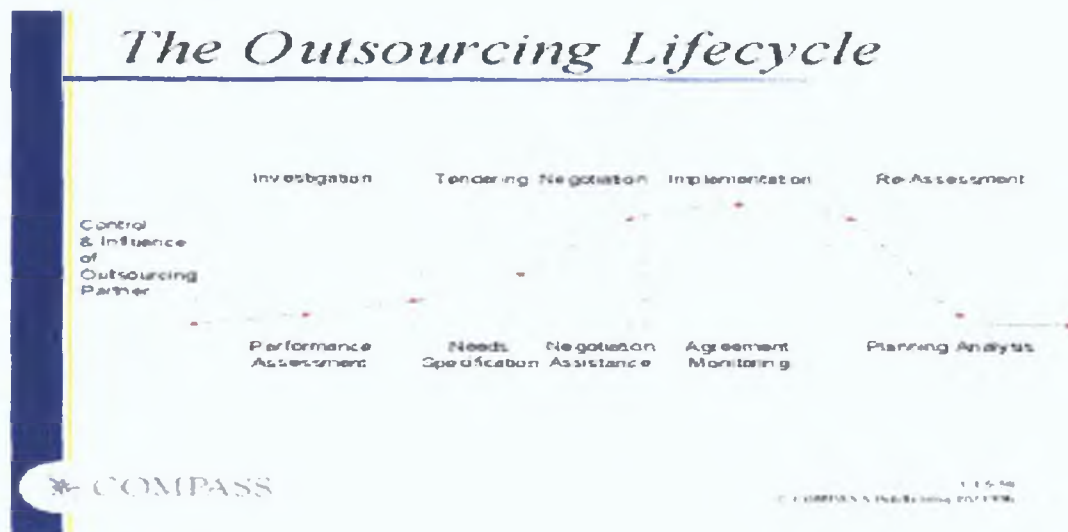 The Outsourcing Lifecycle
Investigation Tendering Negotiation Implementation Re-Assessment
Control
& Influence
of
Outsourcing
Partner
Performance Needs Negotiation Agreement Planning Analysis
Assessment Specification Assistance Monitoring
COMPASS